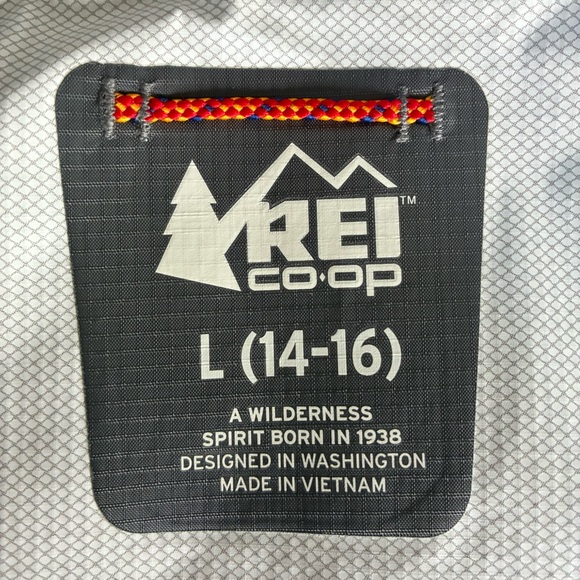 REI™
CO·OP
L (14-16)
A WILDERNESS
SPIRIT BORN IN 1938
DESIGNED IN WASHINGTON
MADE IN VIETNAM